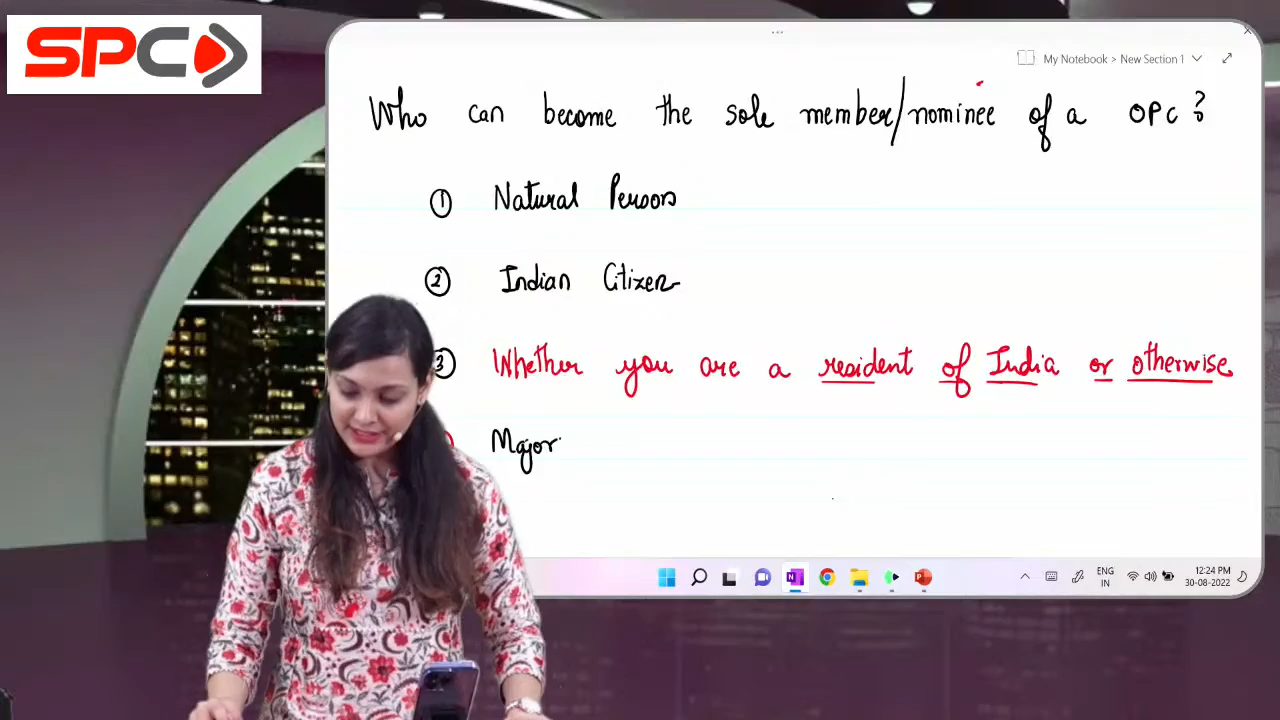 SPC
My Notebook > New Section 1
Who can become the sole member/nominee of a OPC?
① Natural Person
② Indian Citizen
3 Whether you are a resident of India or otherwise
Major
ENG
IN
12:24 PM
30-08-2022